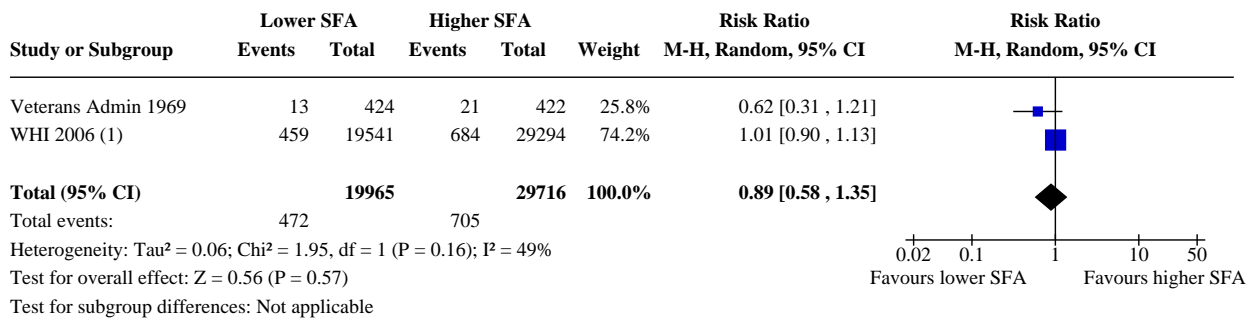 Lower SFA Higher SFA Risk Ratio Risk Ratio
Study or Subgroup Events Total Events Total Weight M-H, Random, 95% CI M-H, Random, 95% CI
Veterans Admin 1969 13 424 21 422 25.8% 0.62 [0.31 , 1.21]
WHI 2006 (1) 459 19541 684 29294 74.2% 1.01 [0.90 , 1.13]
Total (95% CI) 19965 29716 100.0% 0.89 [0.58 , 1.35]
Total events: 472 705
Heterogeneity: Tau² = 0.06; Chi² = 1.95, df = 1 (P = 0.16); I² = 49%
0.02 0.1 1 10 50
Test for overall effect: Z = 0.56 (P = 0.57)
Favours lower SFA Favours higher SFA
Test for subgroup differences: Not applicable